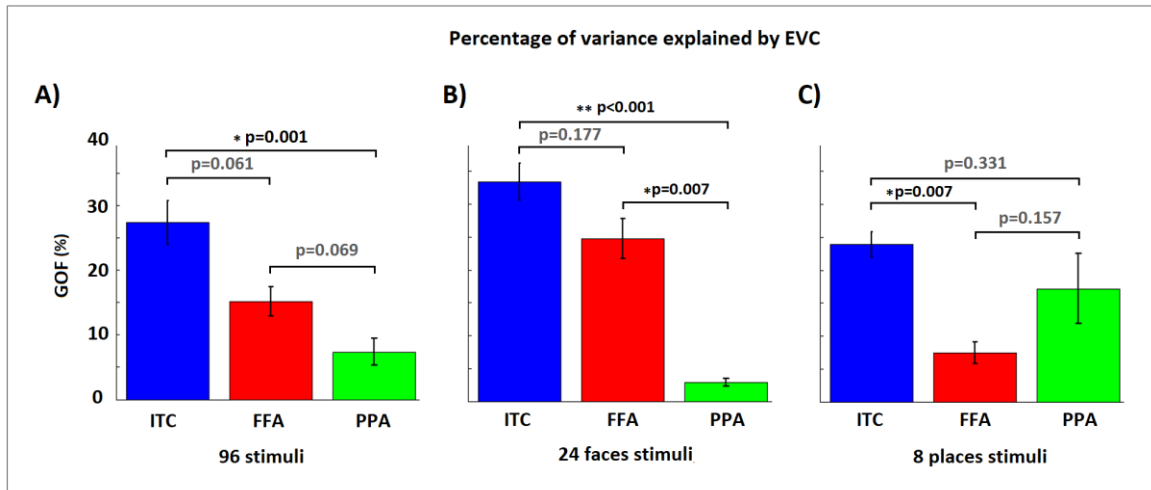 Percentage of variance explained by EVC
A)
B)
C)
GOF (%)
40
30
20
10
0
* p=0.001
p=0.061
p=0.069
ITC FFA PPA
96 stimuli
** p<0.001
p=0.177
*p=0.007
ITC FFA PPA
24 faces stimuli
p=0.331
*p=0.007
p=0.157
ITC FFA PPA
8 places stimuli